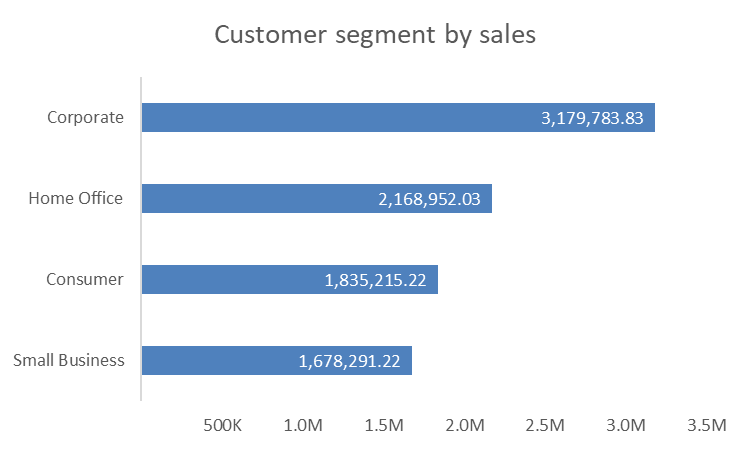 Customer segment by sales
Corporate 3,179,783.83
Home Office 2,168,952.03
Consumer 1,835,215.22
Small Business 1,678,291.22
500K 1.0M 1.5M 2.0M 2.5M 3.0M 3.5M